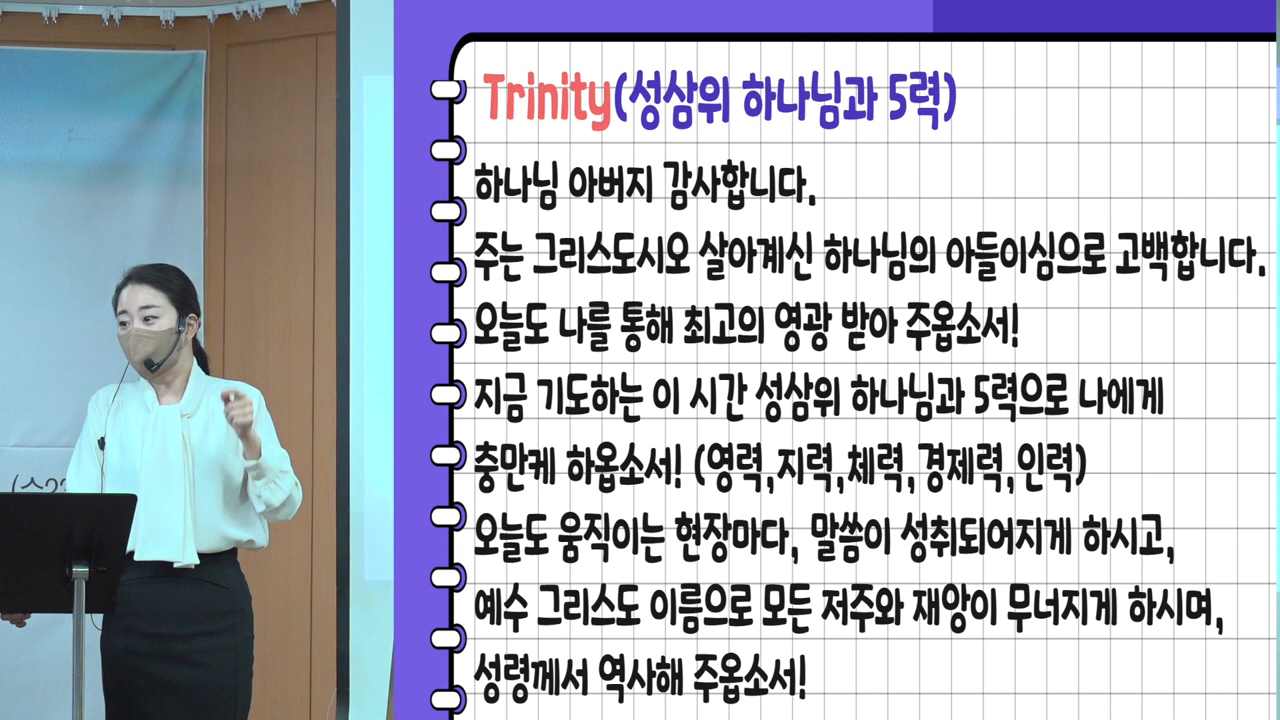 Trinity(성삼위 하나님과 5력)
하나님 아버지 감사합니다.
주는 그리스도시오 살아계신 하나님의 아들이심으로 고백합니다.
오늘도 나를 통해 최고의 영광 받아 주옵소서!
지금 기도하는 이 시간 성삼위 하나님과 5력으로 나에게
충만케 하옵소서! (영력,지력,체력,경제력,인력)
오늘도 움직이는 현장마다, 말씀이 성취되어지게 하시고,
예수 그리스도 이름으로 모든 저주와 재앙이 무너지게 하시며,
성령께서 역사해 주옵소서!